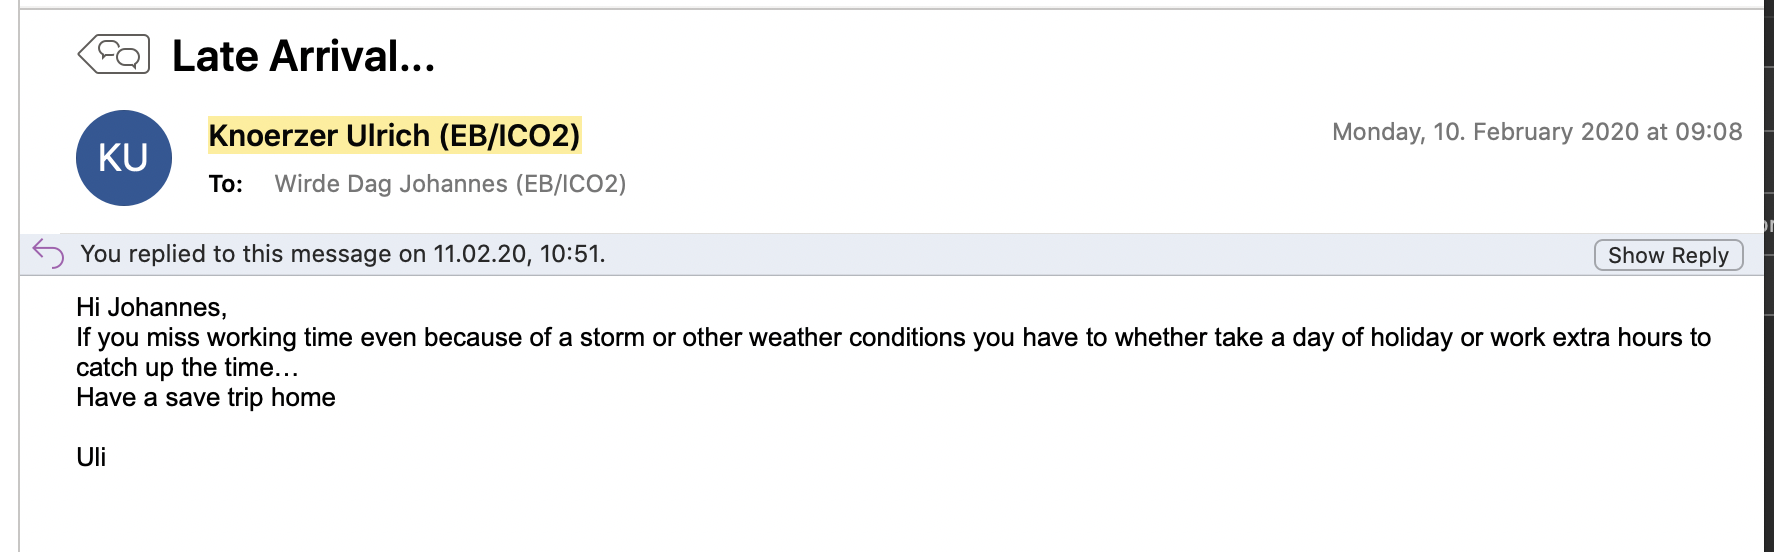 Late Arrival...
KU
Knoerzer Ulrich (EB/ICO2)
Monday, 10. February 2020 at 09:08
To: Wirde Dag Johannes (EB/ICO2)
You replied to this message on 11.02.20, 10:51.
Show Reply
Hi Johannes,
If you miss working time even because of a storm or other weather conditions you have to whether take a day of holiday or work extra hours to
catch up the time…
Have a save trip home
Uli